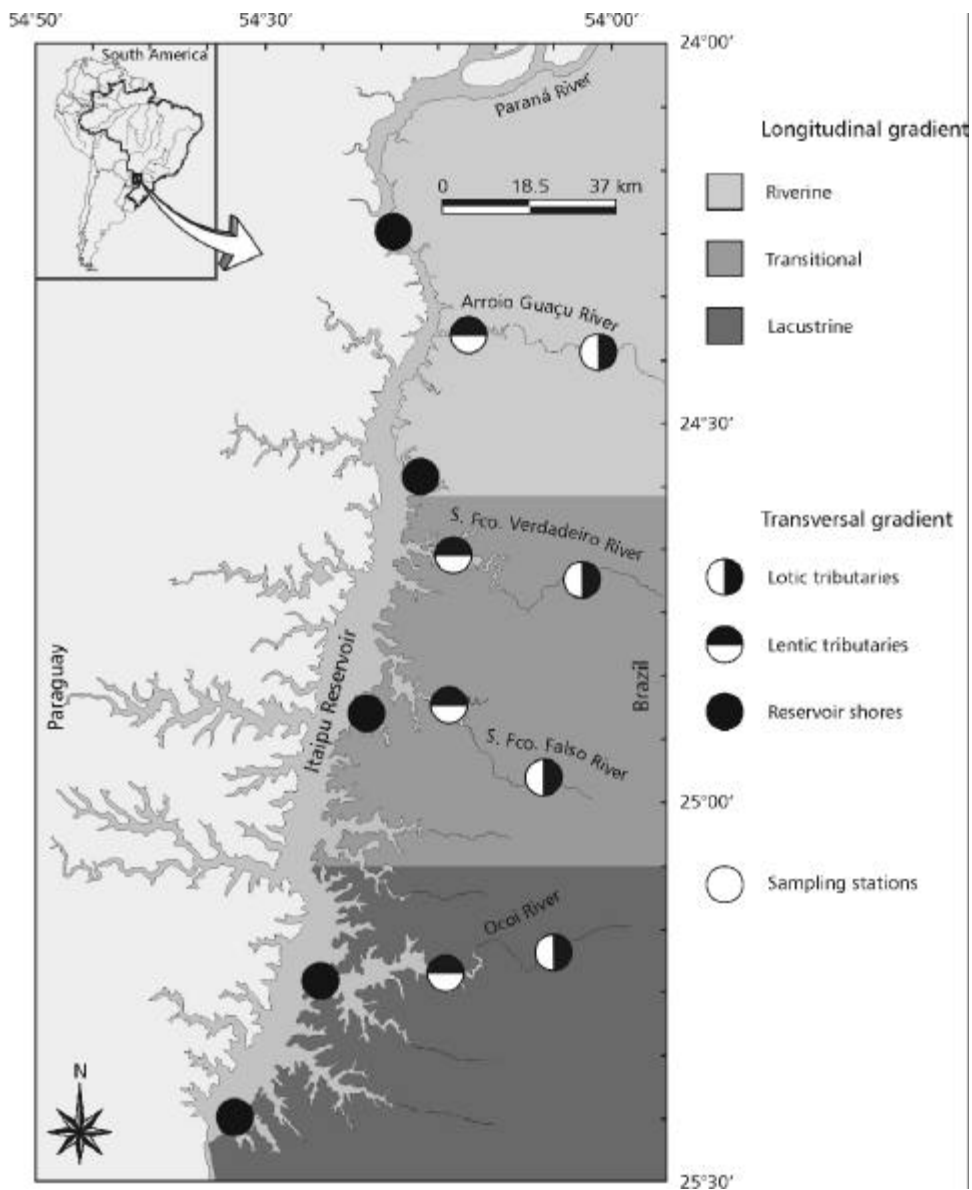 54°50' 54°30' 54°00'
24°00'
South America
Paraná River
Longitudinal gradient
0 18.5 37 km
Riverine
Transitional
Arroio Guaçu River
Lacustrine
24°30'
S. Fco. Verdadeiro River
Transversal gradient
Lotic tributaries
Lentic tributaries
Paraguay
Itaipu Reservoir
Brazil
Reservoir shores
S. Fco. Falso River
25°00'
Sampling stations
Ocoí River
N
25°30'